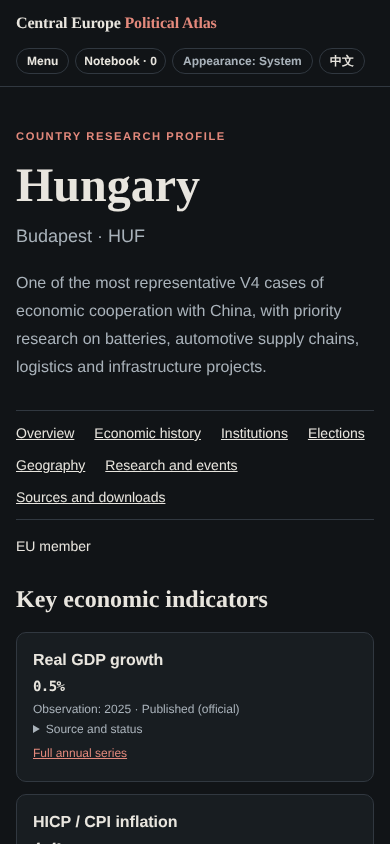 Central Europe Political Atlas
Menu
Notebook · 0
Appearance: System
中文
COUNTRY RESEARCH PROFILE
Hungary
Budapest · HUF
One of the most representative V4 cases of
economic cooperation with China, with priority
research on batteries, automotive supply chains,
logistics and infrastructure projects.
Overview
Economic history
Institutions
Elections
Geography
Research and events
Sources and downloads
EU member
Key economic indicators
Real GDP growth
0.5%
Observation: 2025 · Published (official)
Source and status
Full annual series
HICP / CPI inflation